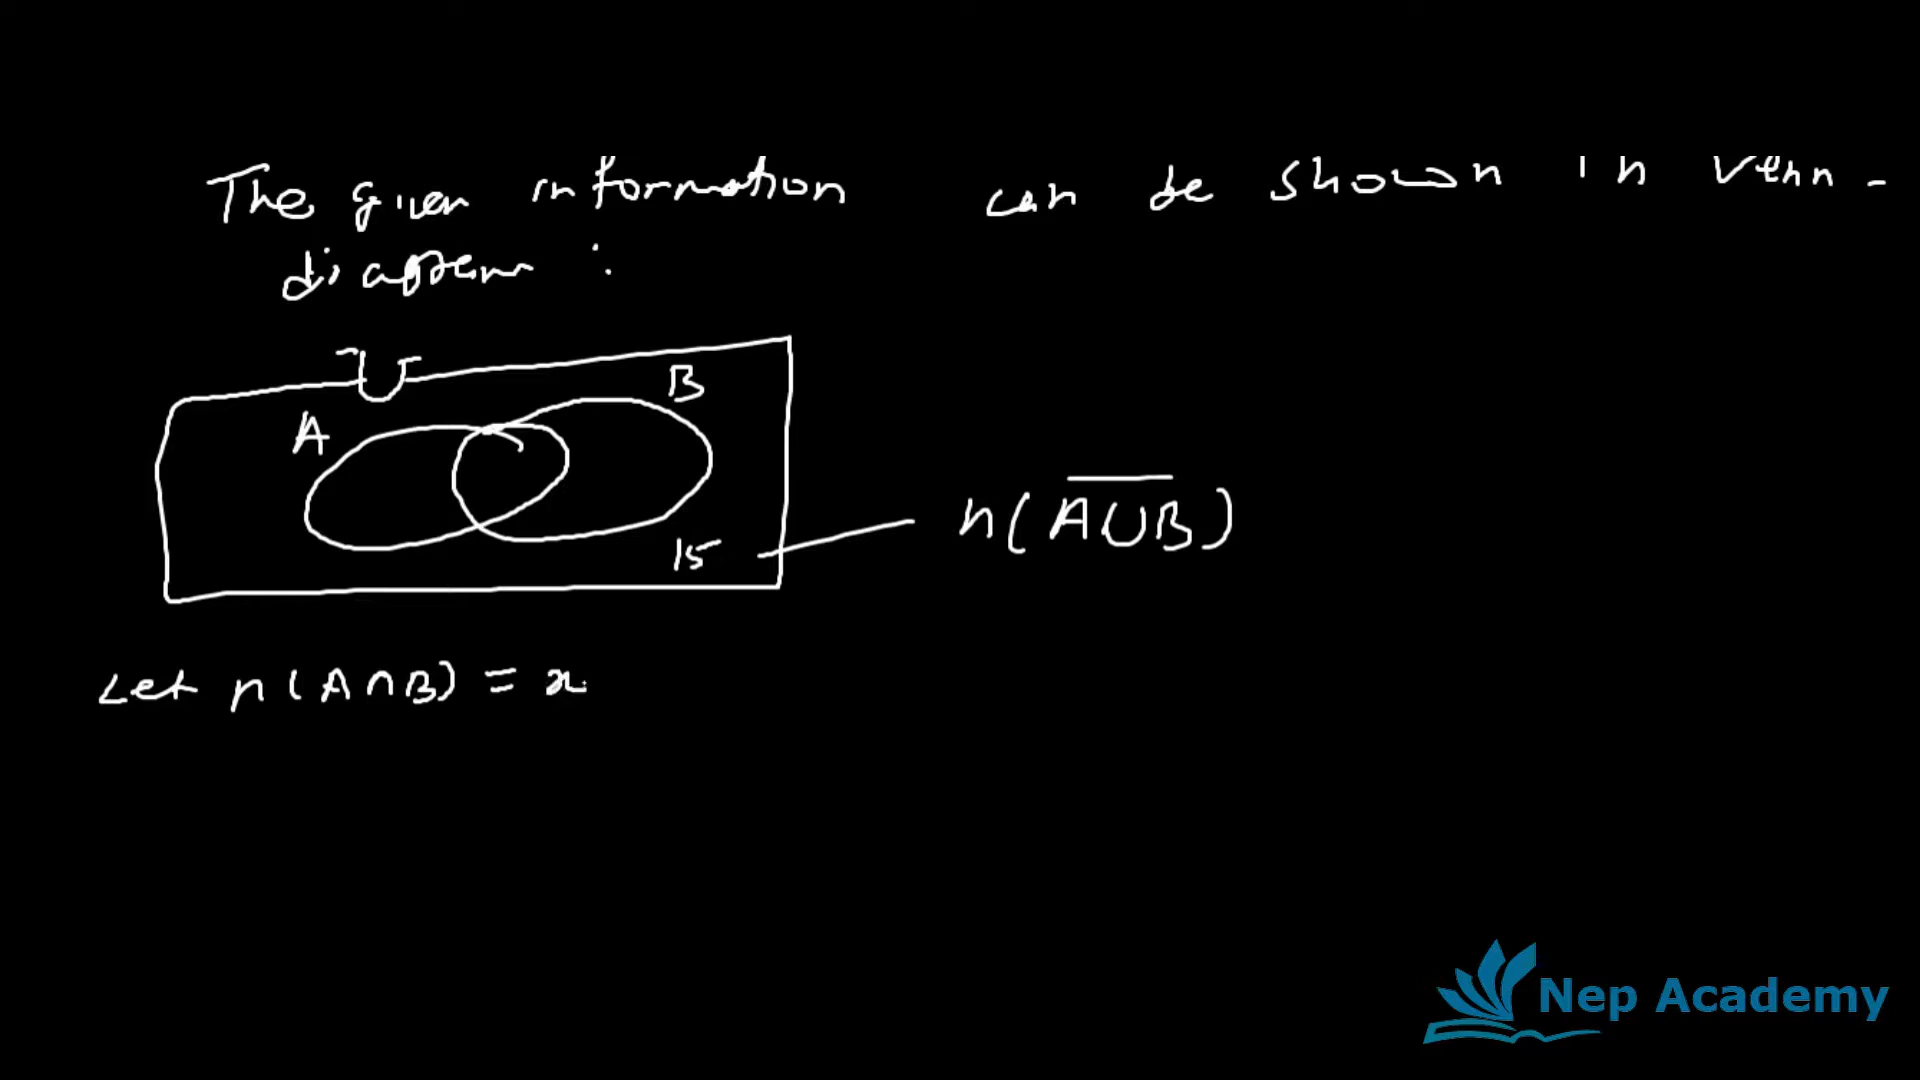 The given information can be shown in Venn-
diagram :
U
A
B
15
n(A̅U̅B̅)
Let n(A∩B) = x
Nep Academy